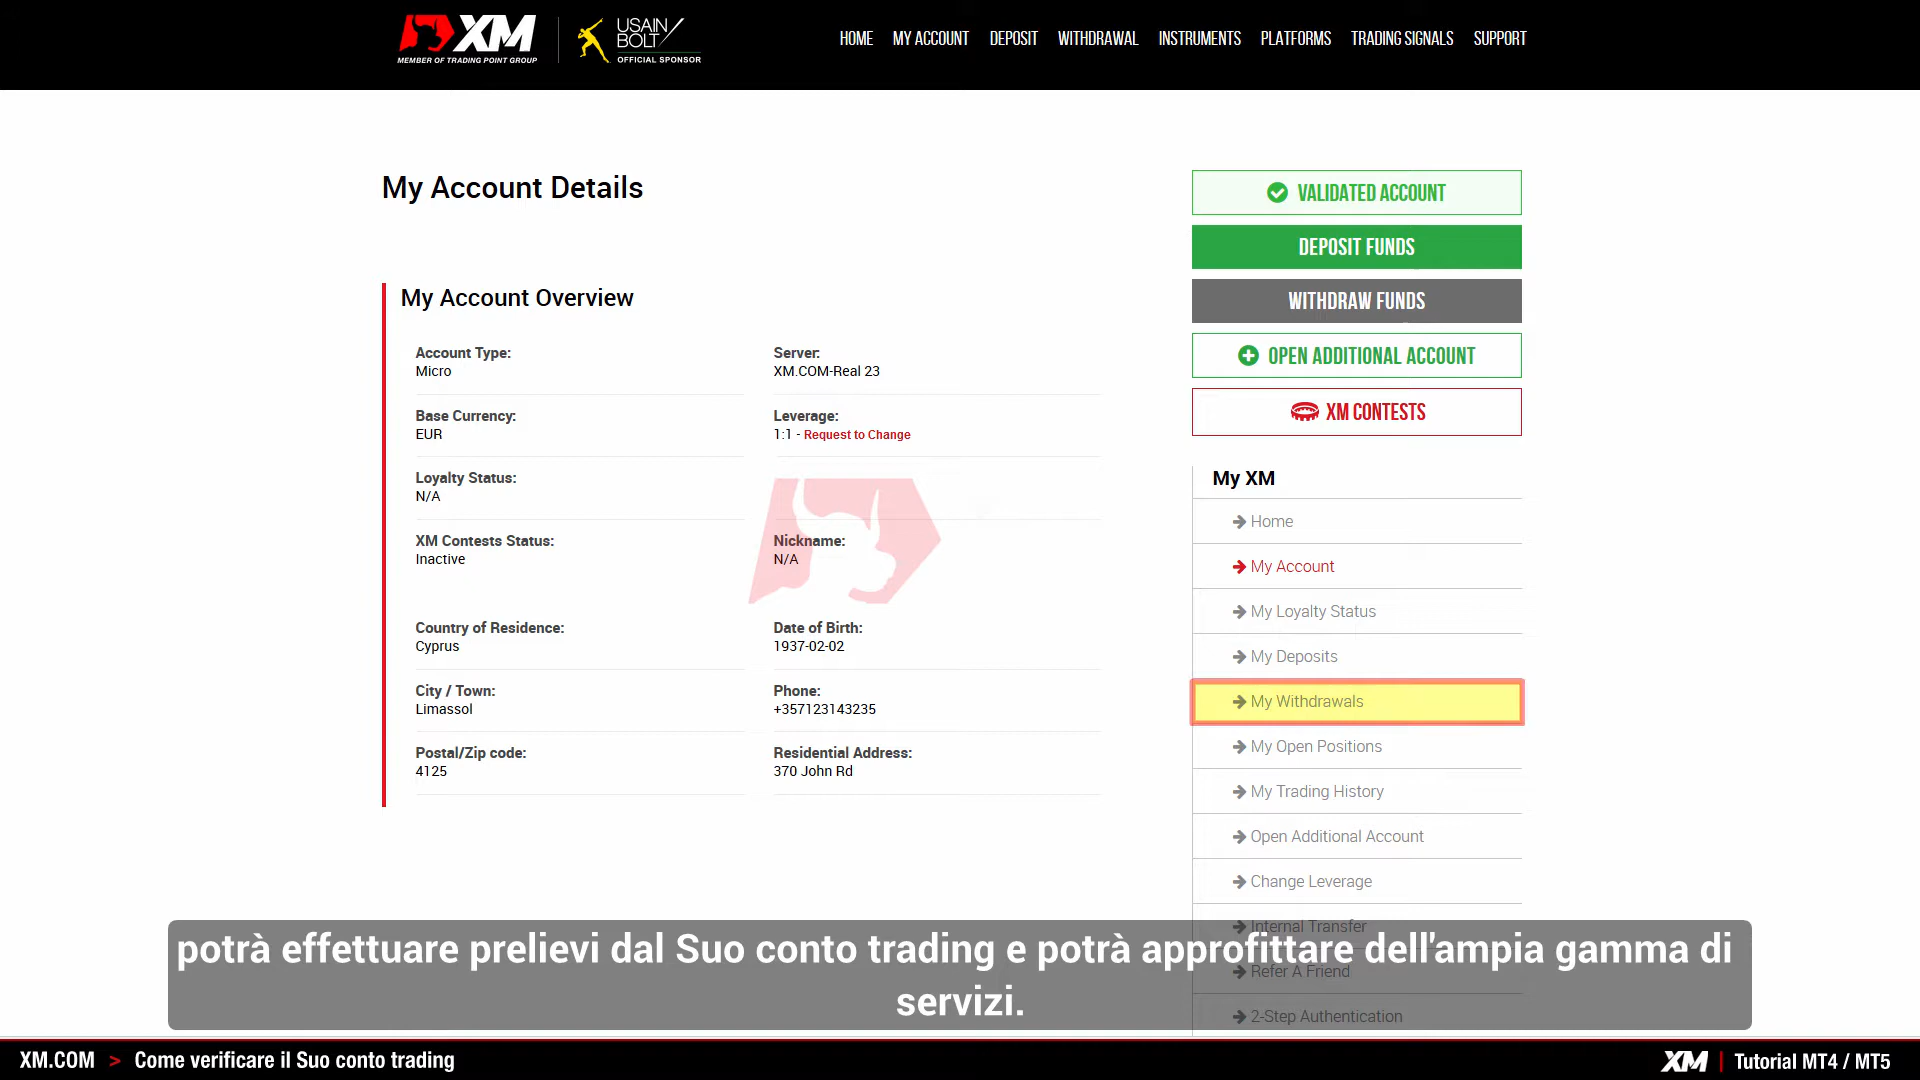 XM
MEMBER OF TRADING POINT GROUP
USAIN
BOLT
OFFICIAL SPONSOR
HOME MY ACCOUNT DEPOSIT WITHDRAWAL INSTRUMENTS PLATFORMS TRADING SIGNALS SUPPORT
My Account Details
My Account Overview
Account Type:
Micro
Server:
XM.COM-Real 23
Base Currency:
EUR
Leverage:
1:1 - Request to Change
Loyalty Status:
N/A
XM Contests Status:
Inactive
Nickname:
N/A
Country of Residence:
Cyprus
Date of Birth:
1937-02-02
City / Town:
Limassol
Phone:
+357123143235
Postal/Zip code:
4125
Residential Address:
370 John Rd
VALIDATED ACCOUNT
DEPOSIT FUNDS
WITHDRAW FUNDS
OPEN ADDITIONAL ACCOUNT
XM CONTESTS
My XM
Home
My Account
My Loyalty Status
My Deposits
My Withdrawals
My Open Positions
My Trading History
Open Additional Account
Change Leverage
Internal Transfer
Refer A Friend
2-Step Authentication
potrà effettuare prelievi dal Suo conto trading e potrà approfittare dell'ampia gamma di
servizi.
XM.COM > Come verificare il Suo conto trading
XM | Tutorial MT4 / MT5